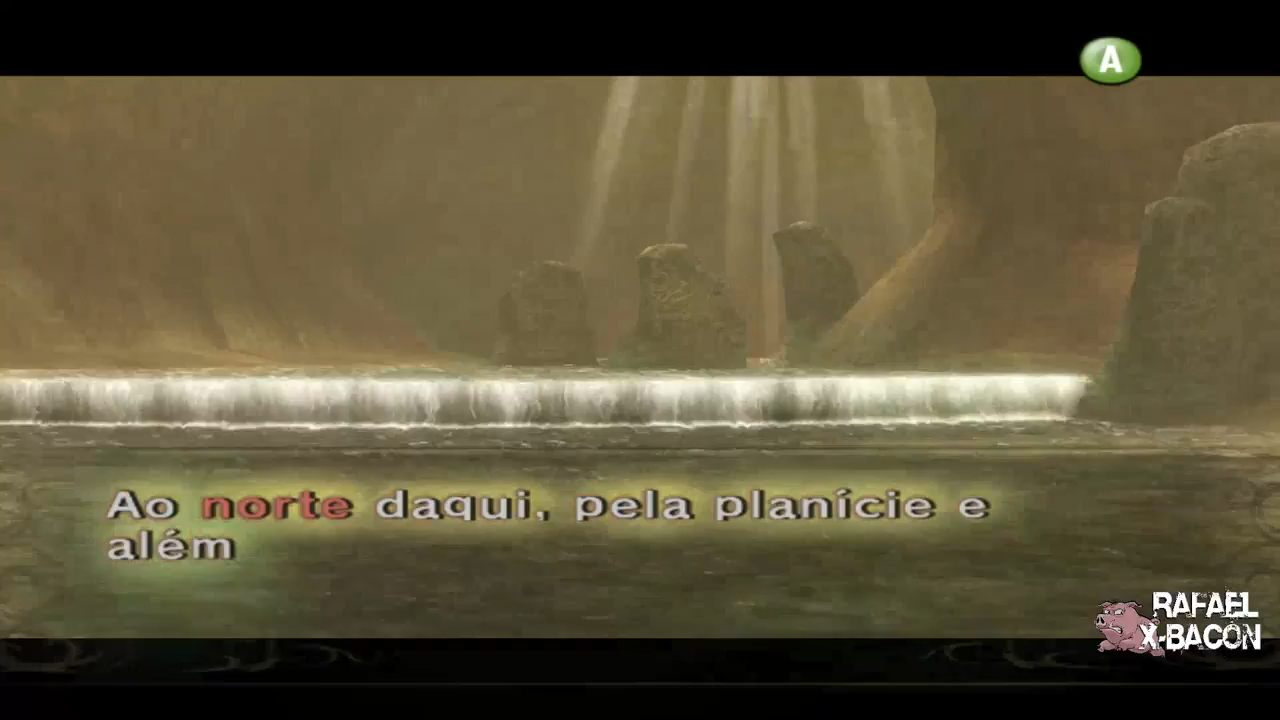 A
Ao norte daqui, pela planície e
além
RAFAEL
X-BACON